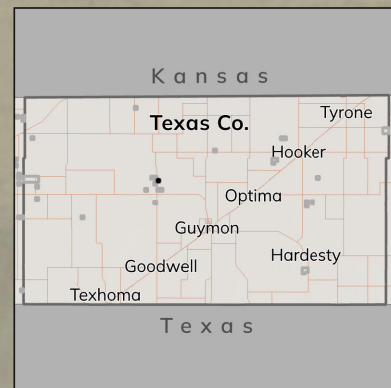 Kansas
Texas Co.
Tyrone
Hooker
Optima
Guymon
Hardesty
Goodwell
Texhoma
Texas